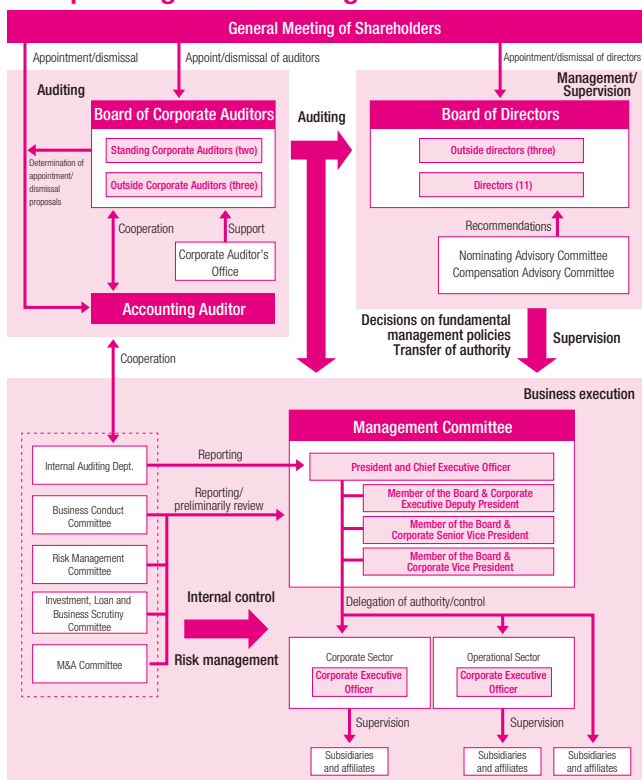 General Meeting of Shareholders
Appointment/dismissal
Appoint/dismissal of auditors
Appointment/dismissal of directors
Auditing
Management/
Supervision
Board of Corporate Auditors
Auditing
Board of Directors
Standing Corporate Auditors (two)
Outside Corporate Auditors (three)
Outside directors (three)
Directors (11)
Determination of
appointment/
dismissal
proposals
Cooperation
Support
Corporate Auditor's
Office
Recommendations
Nominating Advisory Committee
Compensation Advisory Committee
Accounting Auditor
Decisions on fundamental
management policies
Transfer of authority
Supervision
Cooperation
Business execution
Management Committee
Internal Auditing Dept.
Reporting
President and Chief Executive Officer
Business Conduct
Committee
Reporting/
preliminarily review
Member of the Board & Corporate
Executive Deputy President
Member of the Board &
Corporate Senior Vice President
Member of the Board &
Corporate Vice President
Risk Management
Committee
Investment, Loan and
Business Scrutiny
Committee
M&A Committee
Internal control
Risk management
Delegation of authority/control
Corporate Sector
Corporate Executive
Officer
Operational Sector
Corporate Executive
Officer
Supervision
Supervision
Subsidiaries
and affiliates
Subsidiaries
and affiliates
Subsidiaries
and affiliates